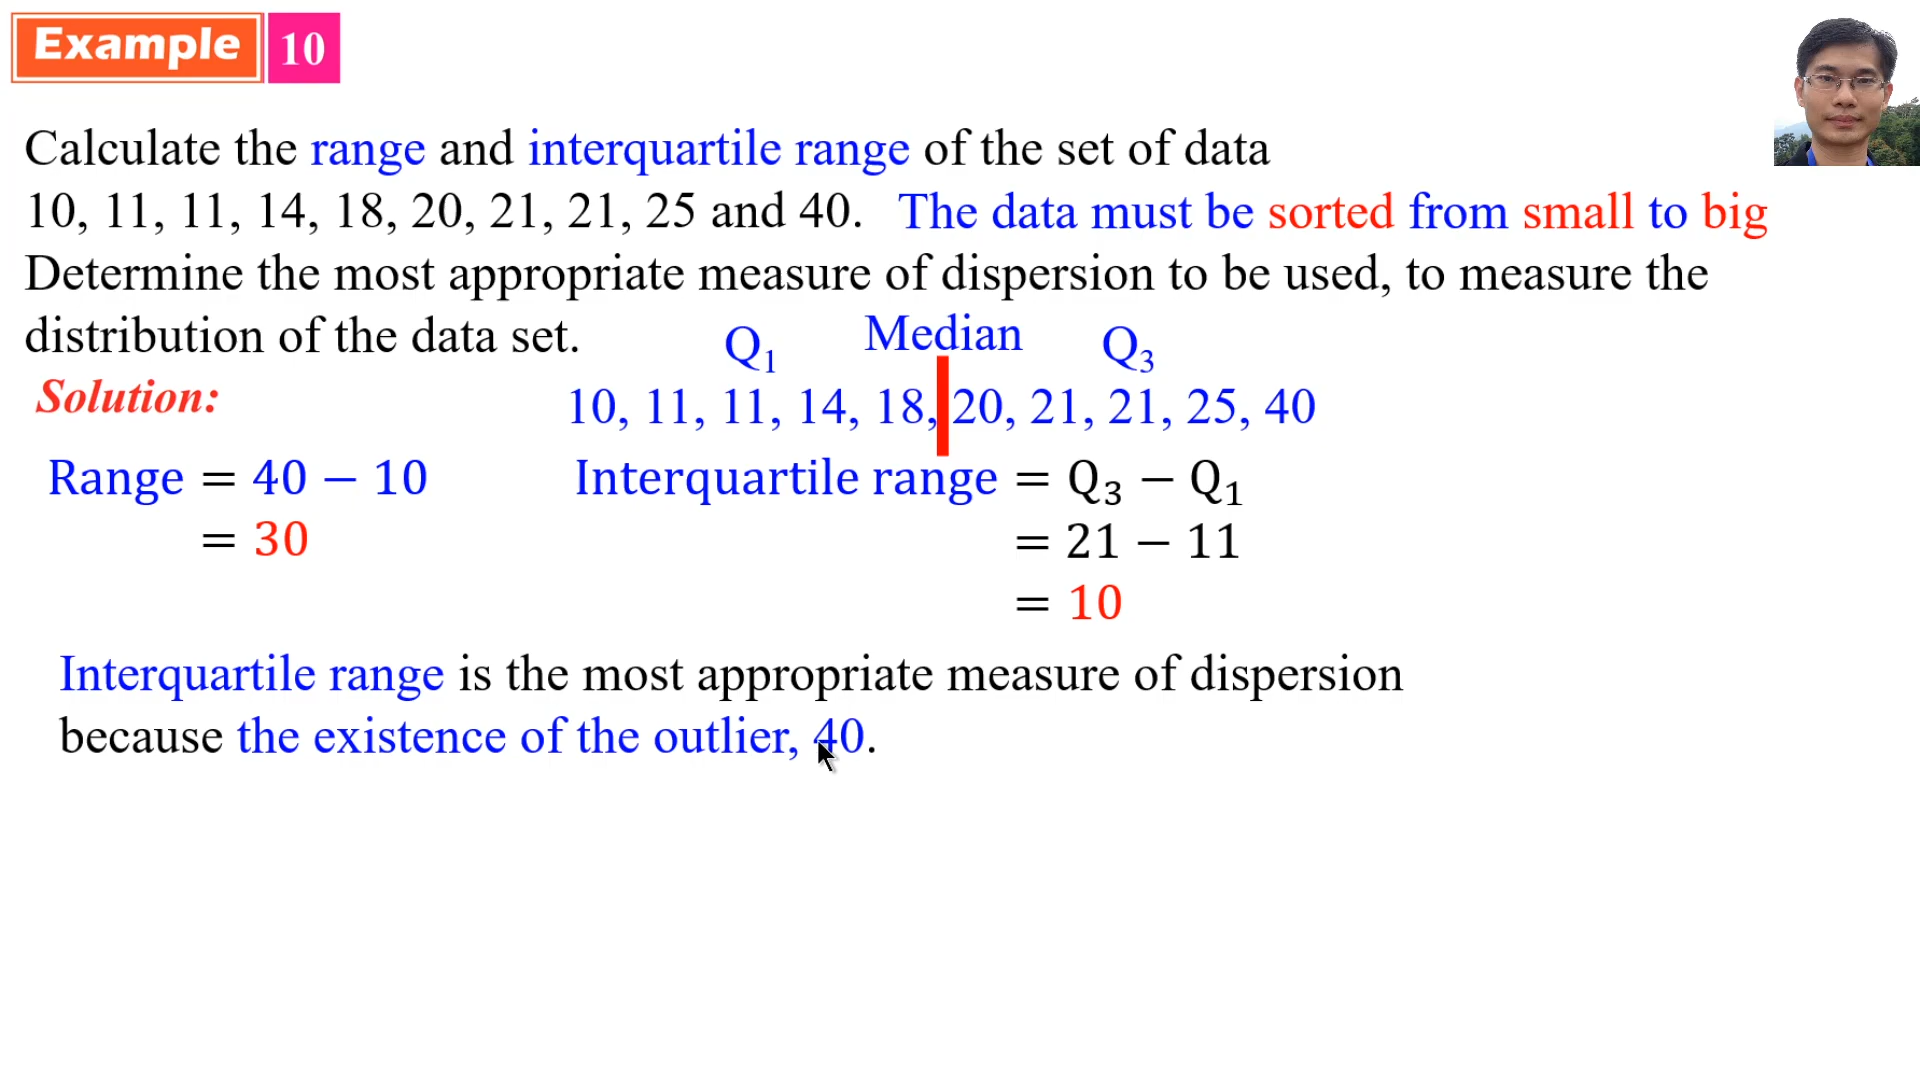 Example 10
Calculate the range and interquartile range of the set of data
10, 11, 11, 14, 18, 20, 21, 21, 25 and 40. The data must be sorted from small to big
Determine the most appropriate measure of dispersion to be used, to measure the
distribution of the data set.
Q₁ Median Q₃
Solution:
10, 11, 11, 14, 18, 20, 21, 21, 25, 40
Range = 40 − 10
= 30
Interquartile range = Q₃ − Q₁
= 21 − 11
= 10
Interquartile range is the most appropriate measure of dispersion
because the existence of the outlier, 40.